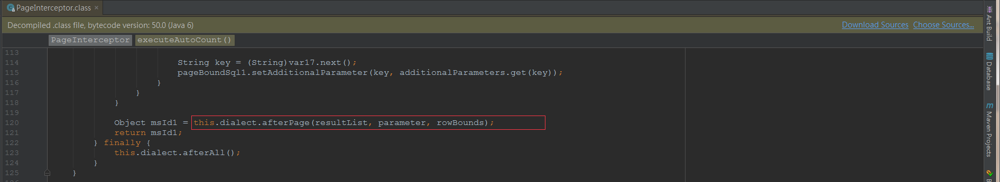 PageInterceptor.class ×
Decompiled .class file, bytecode version: 50.0 (Java 6)
Download Sources Choose Sources...
PageInterceptor executeAutoCount()
113
114 String key = (String)var17.next();
115 pageBoundSql1.setAdditionalParameter(key, additionalParameters.get(key));
116 }
117 }
118 }
119
120 Object msId1 = this.dialect.afterPage(resultList, parameter, rowBounds);
121 return msId1;
122 } finally {
123 this.dialect.afterAll();
124 }
125 }
Ant Build
Database
m Maven Projects
B